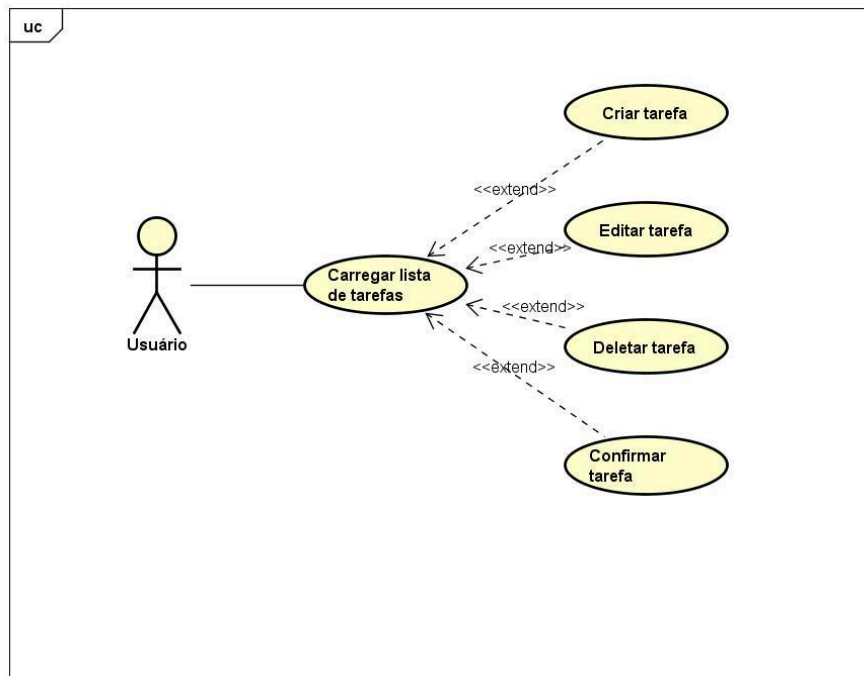 uc
Criar tarefa
<<extend>>
Editar tarefa
<<extend>>
Carregar lista
de tarefas
<<extend>>
Usuário
Deletar tarefa
<<extend>>
Confirmar
tarefa